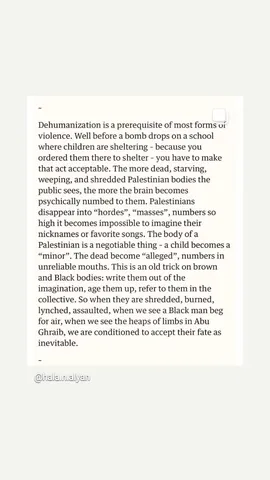 –
Dehumanization is a prerequisite of most forms of
violence. Well before a bomb drops on a school
where children are sheltering – because you
ordered them there to shelter – you have to make
that act acceptable. The more dead, starving,
weeping, and shredded Palestinian bodies the
public sees, the more the brain becomes
psychically numbed to them. Palestinians
disappear into “hordes”, “masses”, numbers so
high it becomes impossible to imagine their
nicknames or favorite songs. The body of a
Palestinian is a negotiable thing – a child becomes a
“minor”. The dead become “alleged”, numbers in
unreliable mouths. This is an old trick on brown
and Black bodies: write them out of the
imagination, age them up, refer to them in the
collective. So when they are shredded, burned,
lynched, assaulted, when we see a Black man beg
for air, when we see the heaps of limbs in Abu
Ghraib, we are conditioned to accept their fate as
inevitable.
–
@hala.n.alyan